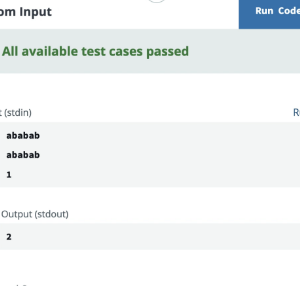 om Input
Run Code
All available test cases passed
t (stdin)
R
ababab
ababab
1
Output (stdout)
2